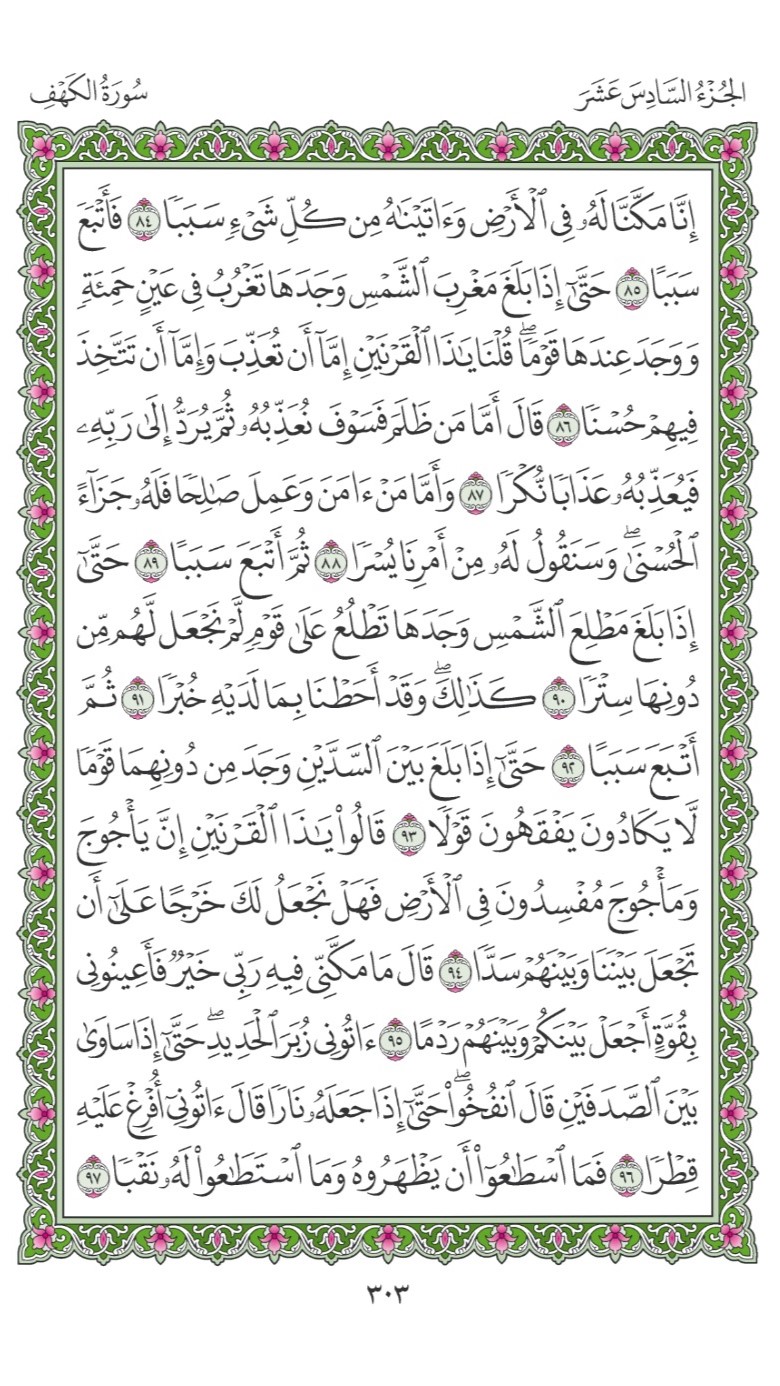 الجُزْءُ السَّادِسَ عَشَرَ
سُورَةُ الكَهْفِ
إِنَّا مَكَّنَّا لَهُۥ فِي ٱلۡأَرۡضِ وَءَاتَيۡنَٰهُ مِن كُلِّ شَيۡءٖ سَبَبٗا ٨٤ فَأَتۡبَعَ
سَبَبًا ٨٥ حَتَّىٰٓ إِذَا بَلَغَ مَغۡرِبَ ٱلشَّمۡسِ وَجَدَهَا تَغۡرُبُ فِي عَيۡنٍ حَمِئَةٖ
وَوَجَدَ عِندَهَا قَوۡمٗاۖ قُلۡنَا يَٰذَا ٱلۡقَرۡنَيۡنِ إِمَّآ أَن تُعَذِّبَ وَإِمَّآ أَن تَتَّخِذَ
فِيهِمۡ حُسۡنٗا ٨٦ قَالَ أَمَّا مَن ظَلَمَ فَسَوۡفَ نُعَذِّبُهُۥ ثُمَّ يُرَدُّ إِلَىٰ رَبِّهِۦ
فَيُعَذِّبُهُۥ عَذَابٗا نُّكۡرٗا ٨٧ وَأَمَّا مَنۡ ءَامَنَ وَعَمِلَ صَٰلِحٗا فَلَهُۥ جَزَآءً
ٱلۡحُسۡنَىٰۖ وَسَنَقُولُ لَهُۥ مِنۡ أَمۡرِنَا يُسۡرٗا ٨٨ ثُمَّ أَتۡبَعَ سَبَبًا ٨٩ حَتَّىٰٓ
إِذَا بَلَغَ مَطۡلِعَ ٱلشَّمۡسِ وَجَدَهَا تَطۡلُعُ عَلَىٰ قَوۡمٖ لَّمۡ نَجۡعَل لَّهُم مِّن
دُونِهَا سِتۡرٗا ٩٠ كَذَٰلِكَۖ وَقَدۡ أَحَطۡنَا بِمَا لَدَيۡهِ خُبۡرٗا ٩١ ثُمَّ
أَتۡبَعَ سَبَبًا ٩٢ حَتَّىٰٓ إِذَا بَلَغَ بَيۡنَ ٱلسَّدَّيۡنِ وَجَدَ مِن دُونِهِمَا قَوۡمٗا
لَّا يَكَادُونَ يَفۡقَهُونَ قَوۡلٗا ٩٣ قَالُواْ يَٰذَا ٱلۡقَرۡنَيۡنِ إِنَّ يَأۡجُوجَ
وَمَأۡجُوجَ مُفۡسِدُونَ فِي ٱلۡأَرۡضِ فَهَلۡ نَجۡعَلُ لَكَ خَرۡجًا عَلَىٰٓ أَن
تَجۡعَلَ بَيۡنَنَا وَبَيۡنَهُمۡ سَدّٗا ٩٤ قَالَ مَا مَكَّنِّي فِيهِ رَبِّي خَيۡرٞ فَأَعِينُونِي
بِقُوَّةٍ أَجۡعَلۡ بَيۡنَكُمۡ وَبَيۡنَهُمۡ رَدۡمًا ٩٥ ءَاتُونِي زُبَرَ ٱلۡحَدِيدِۖ حَتَّىٰٓ إِذَا سَاوَىٰ
بَيۡنَ ٱلصَّدَفَيۡنِ قَالَ ٱنفُخُواْۖ حَتَّىٰٓ إِذَا جَعَلَهُۥ نَارٗا قَالَ ءَاتُونِيٓ أُفۡرِغۡ عَلَيۡهِ
قِطۡرٗا ٩٦ فَمَا ٱسۡطَٰعُوٓاْ أَن يَظۡهَرُوهُ وَمَا ٱسۡتَطَٰعُواْ لَهُۥ نَقۡبٗا ٩٧
٣٠٣